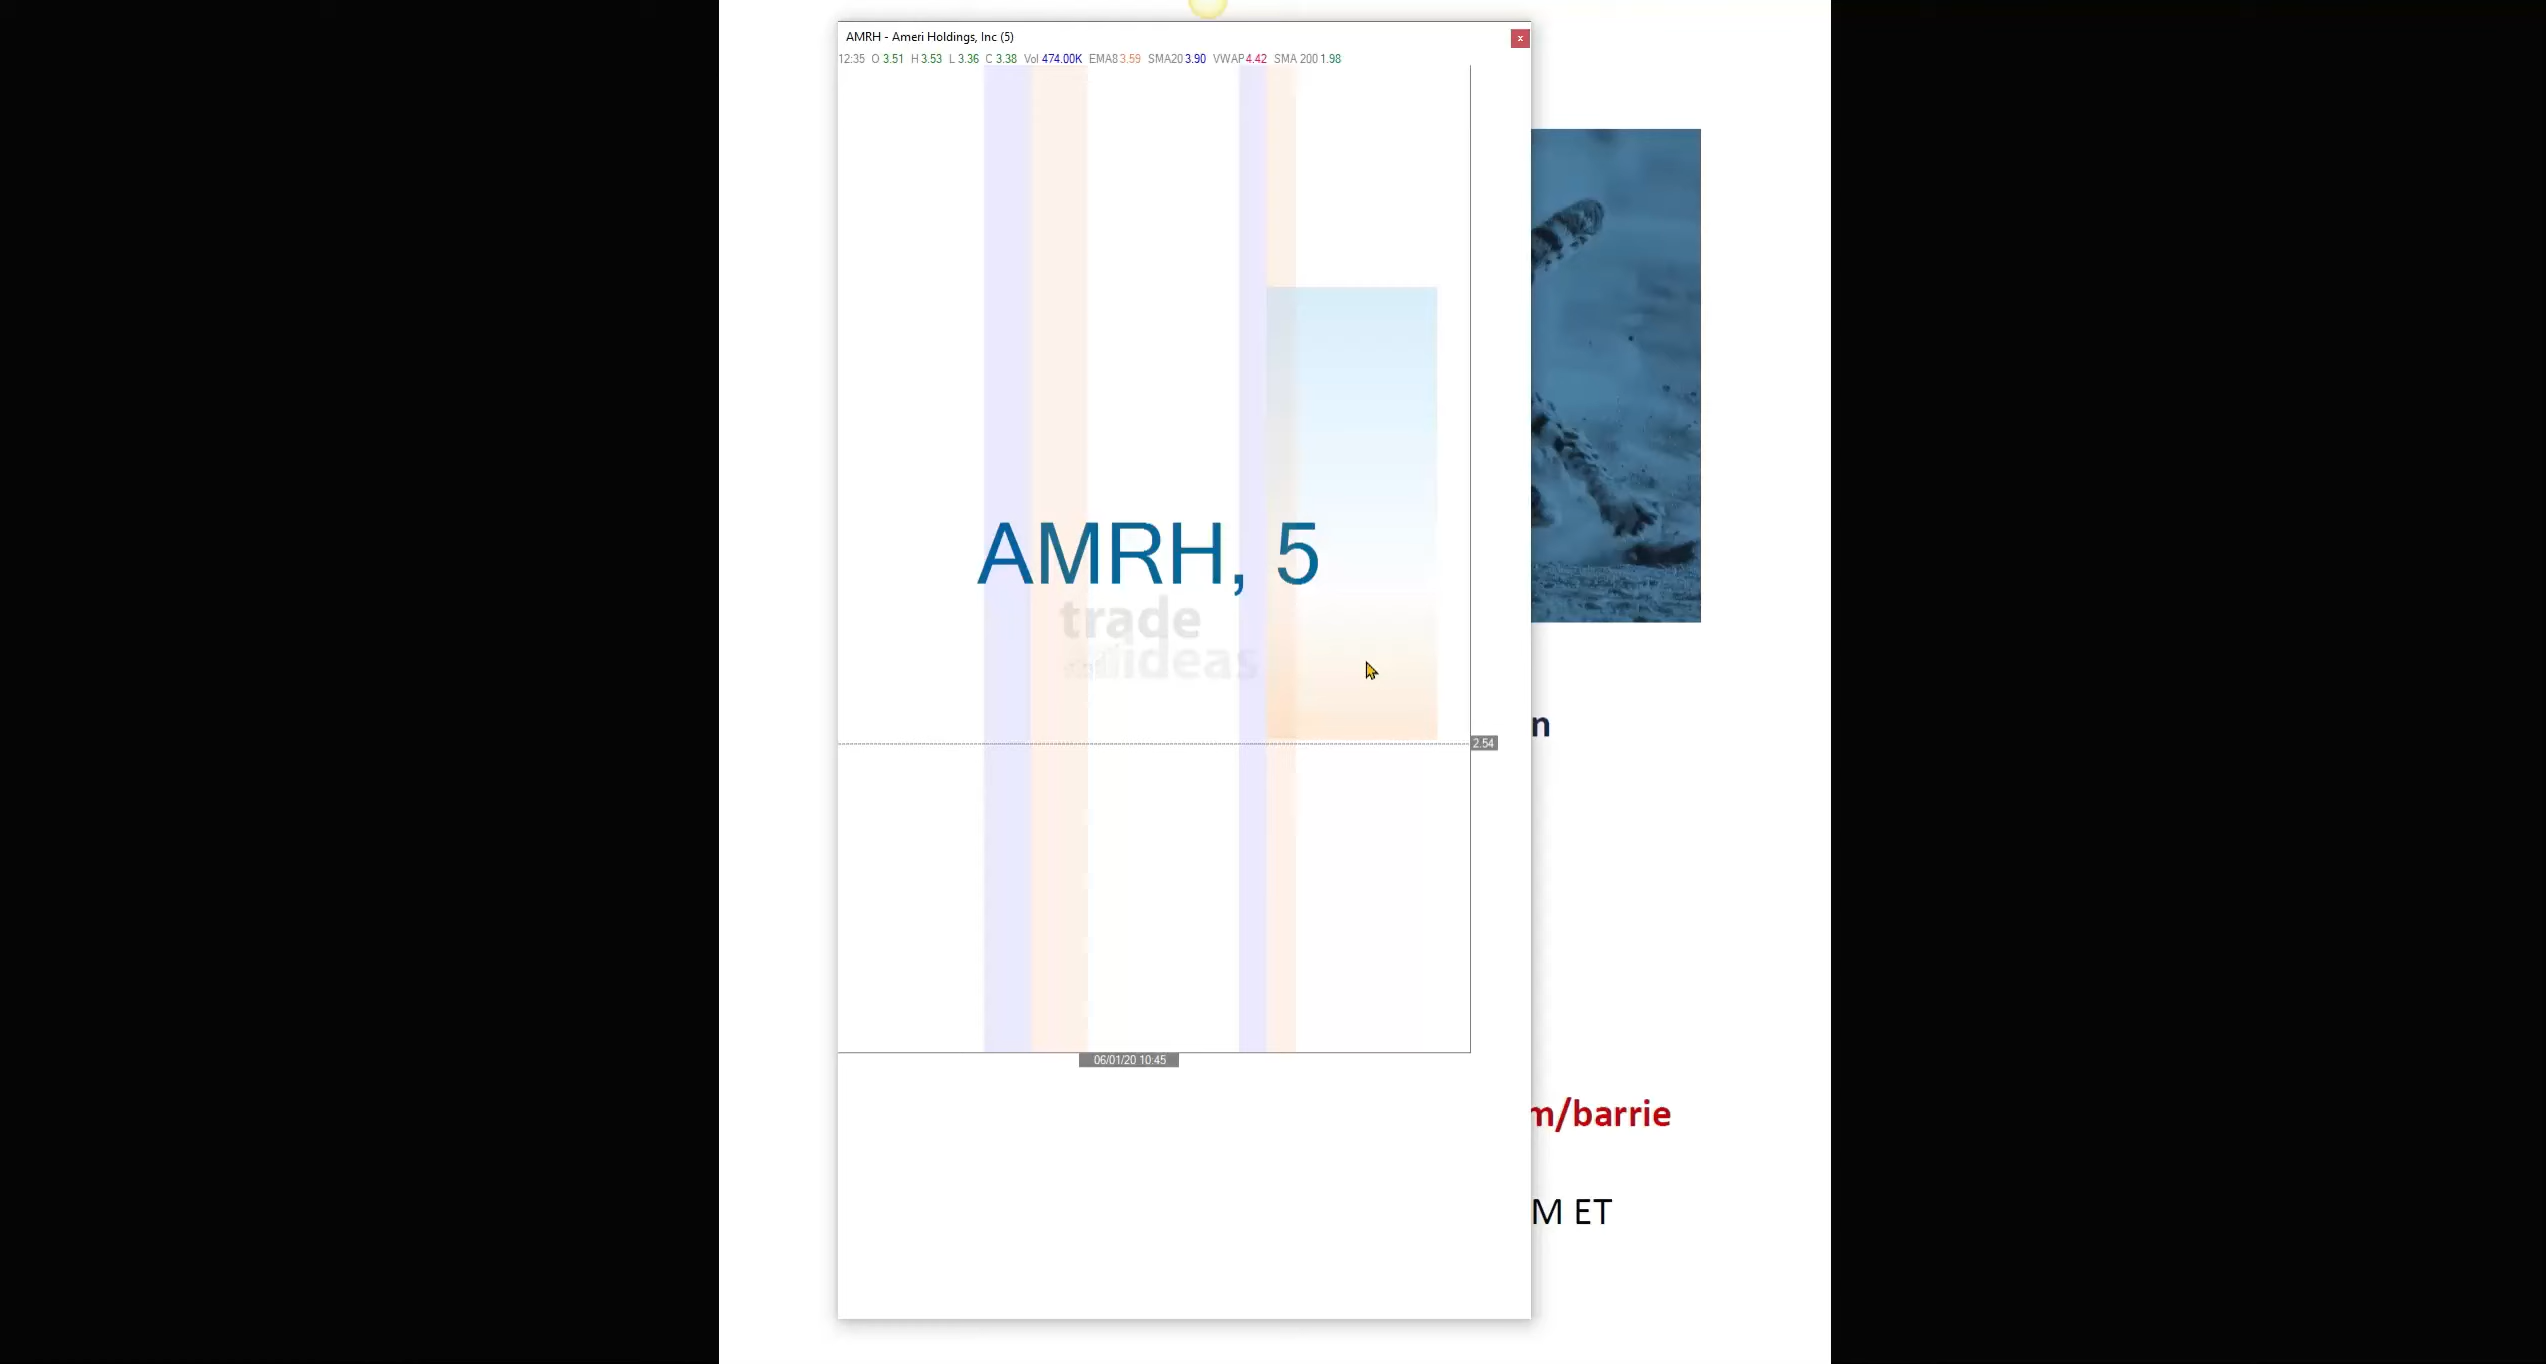 AMRH - Ameri Holdings, Inc (5)
x
12:35 O 3.51 H 3.53 L 3.36 C 3.38 Vol 474.00K EMA8 3.59 SMA20 3.90 VWAP 4.42 SMA 200 1.98
AMRH, 5
trade
ideas
n
2.54
06/01/20 10:45
m/barrie
M ET